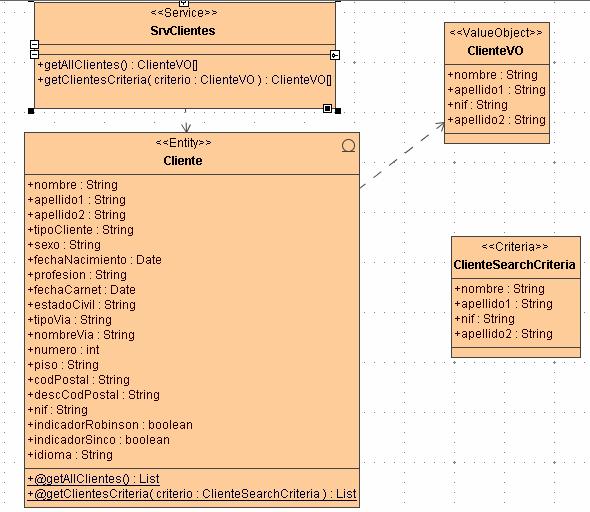 <<Service>>
SrvClientes
+getAllClientes() : ClienteVO[]
+getClientesCriteria( criterio : ClienteVO ) : ClienteVO[]
<<Entity>>
Cliente
+nombre : String
+apellido1 : String
+apellido2 : String
+tipoCliente : String
+sexo : String
+fechaNacimiento : Date
+profesion : String
+fechaCarnet : Date
+estadoCivil : String
+tipoVia : String
+nombreVia : String
+numero : int
+piso : String
+codPostal : String
+descCodPostal : String
+nif : String
+indicadorRobinson : boolean
+indicadorSinco : boolean
+idioma : String
+@getAllClientes() : List
+@getClientesCriteria( criterio : ClienteSearchCriteria ) : List
<<ValueObject>>
ClienteVO
+nombre : String
+apellido1 : String
+nif : String
+apellido2 : String
<<Criteria>>
ClienteSearchCriteria
+nombre : String
+apellido1 : String
+nif : String
+apellido2 : String